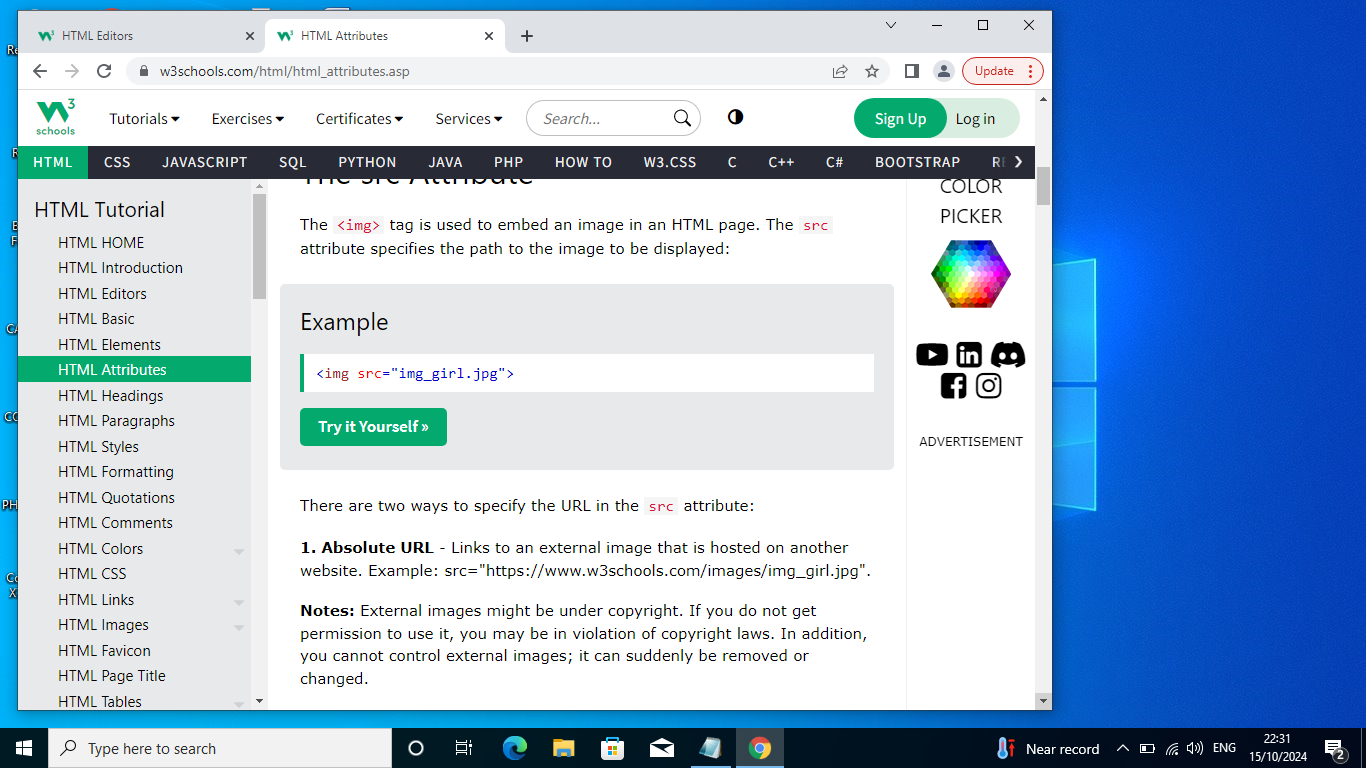 HTML Editors
HTML Attributes
w3schools.com/html/html_attributes.asp
Update
3
schools
Tutorials
Exercises
Certificates
Services
Search...
Sign Up
Log in
HTML
CSS
JAVASCRIPT
SQL
PYTHON
JAVA
PHP
HOW TO
W3.CSS
C
C++
C#
BOOTSTRAP
HTML Tutorial
HTML HOME
HTML Introduction
HTML Editors
HTML Basic
HTML Elements
HTML Attributes
HTML Headings
HTML Paragraphs
HTML Styles
HTML Formatting
HTML Quotations
HTML Comments
HTML Colors
HTML CSS
HTML Links
HTML Images
HTML Favicon
HTML Page Title
HTML Tables
The src Attribute
The <img> tag is used to embed an image in an HTML page. The src
attribute specifies the path to the image to be displayed:
Example
<img src="img_girl.jpg">
Try it Yourself »
There are two ways to specify the URL in the src attribute:
1. Absolute URL - Links to an external image that is hosted on another
website. Example: src="https://www.w3schools.com/images/img_girl.jpg".
Notes: External images might be under copyright. If you do not get
permission to use it, you may be in violation of copyright laws. In addition,
you cannot control external images; it can suddenly be removed or
changed.
COLOR
PICKER
ADVERTISEMENT
Type here to search
Near record
ENG
22:31
15/10/2024
2